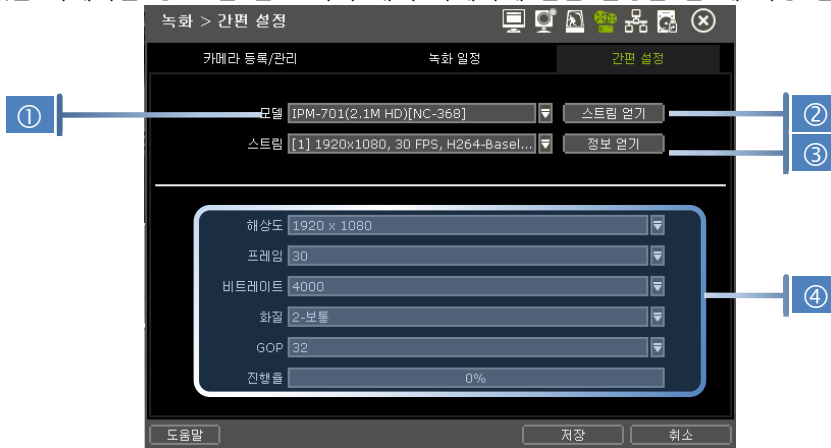 녹화 > 간편 설정
카메라 등록/관리
녹화 일정
간편 설정
①
모델 IPM-701(2.1M HD)[NC-368] 스트림 얻기
②
스트림 [1] 1920x1080, 30 FPS, H264-Basel... 정보 얻기
③
해상도 1920 x 1080
프레임 30
비트레이트 4000
④
화질 2-보통
GOP 32
진행율 0%
도움말
저장
취소